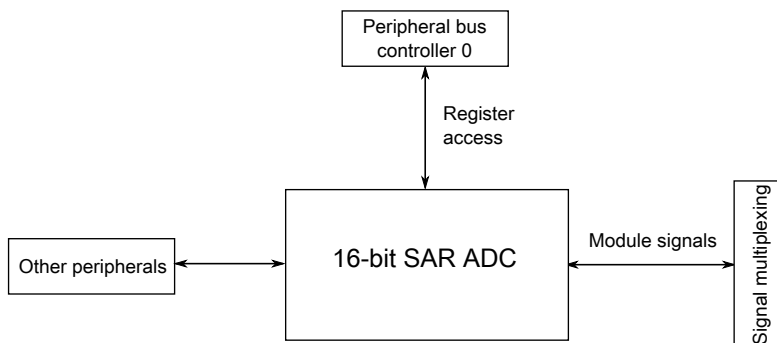 Peripheral bus
controller 0
Register
access
16-bit SAR ADC
Other peripherals
Module signals
Signal multiplexing